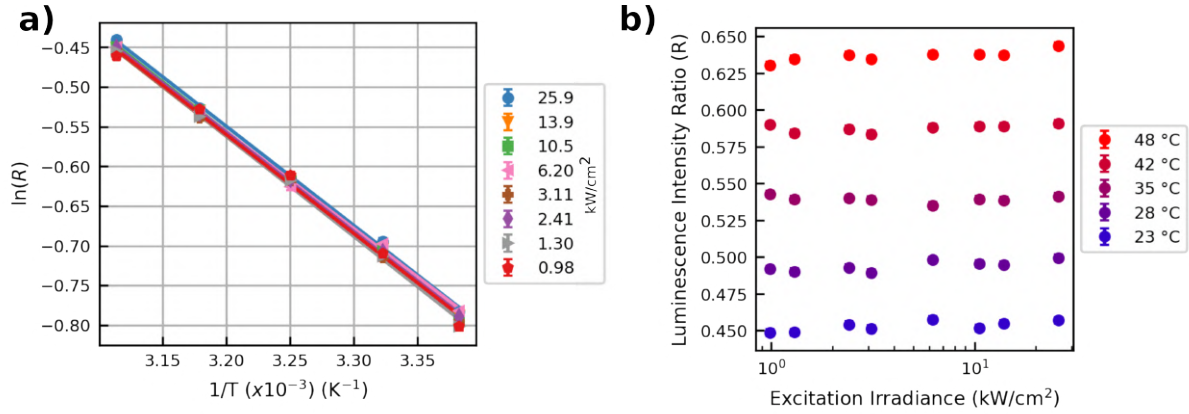 a)
−0.45
−0.50
−0.55
−0.60
−0.65
−0.70
−0.75
−0.80
ln(R)
3.15
3.20
3.25
3.30
3.35
1/T (x10⁻³) (K⁻¹)
25.9
13.9
10.5
6.20
3.11
2.41
1.30
0.98
kW/cm²
b)
0.650
0.625
0.600
0.575
0.550
0.525
0.500
0.475
0.450
Luminescence Intensity Ratio (R)
10⁰
10¹
Excitation Irradiance (kW/cm²)
48 °C
42 °C
35 °C
28 °C
23 °C